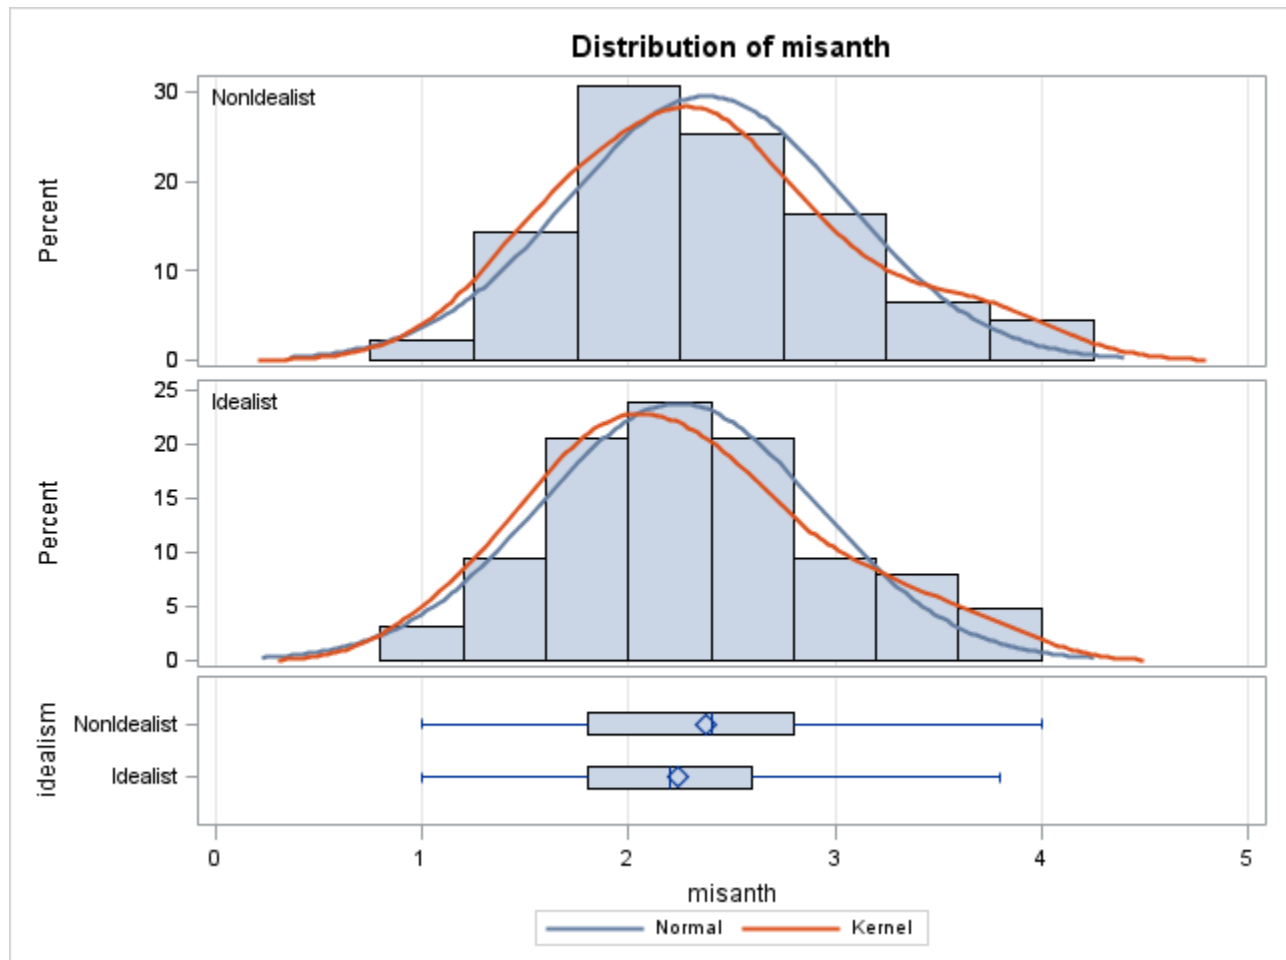 Distribution of misanth
NonIdealist
30
20
10
0
Percent
Idealist
25
20
15
10
5
0
Percent
NonIdealist
Idealist
idealism
0 1 2 3 4 5
misanth
Normal Kernel